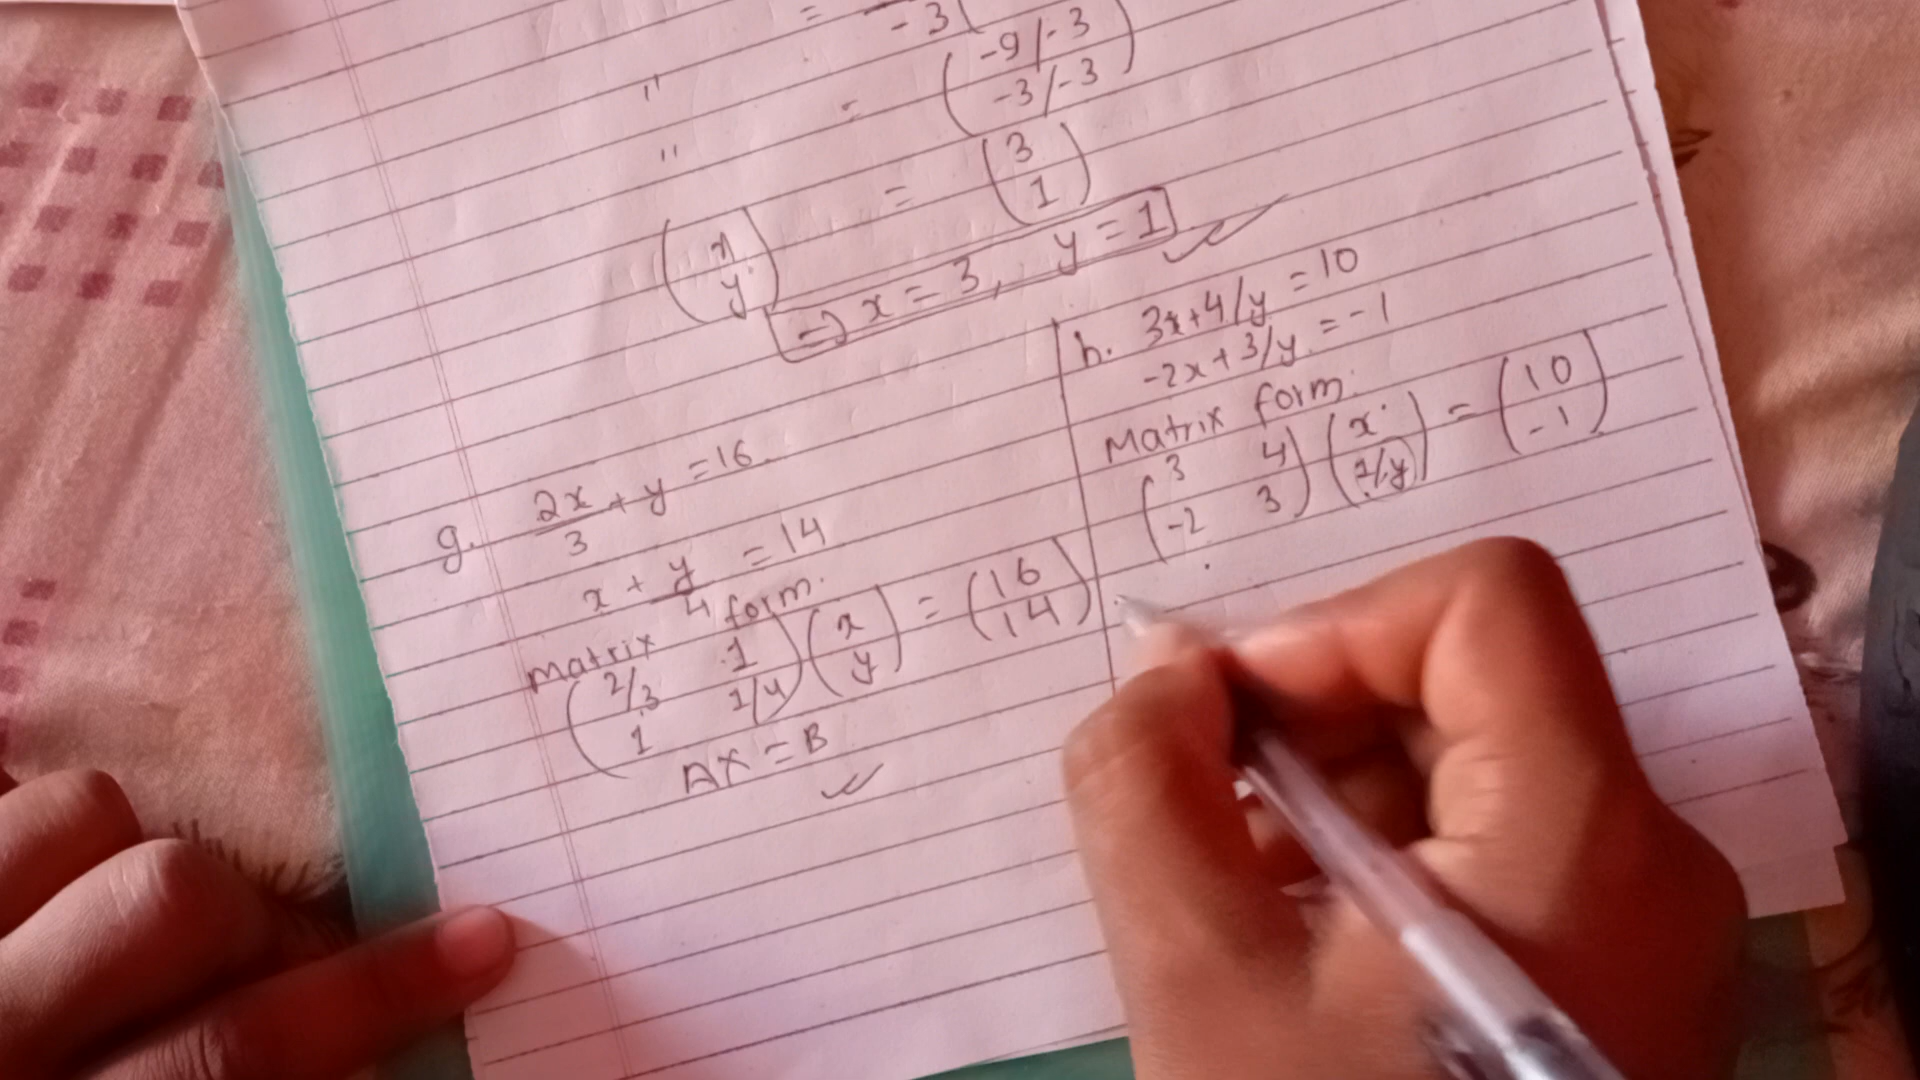 = -3 (
" = ( -9/-3
-3/-3 )
" = ( 3
1 )
( x
y )
=> x = 3, y = 1
g. 2x/3 + y = 16
x + y/4 = 14
Matrix form.
( 2/3 1
1 1/4 ) ( x
y ) = ( 16
14 )
AX = B
h. 3x + 4/y = 10
-2x + 3/y = -1
Matrix form.
( 3 4
-2 3 ) ( x
1/y ) = ( 10
-1 )